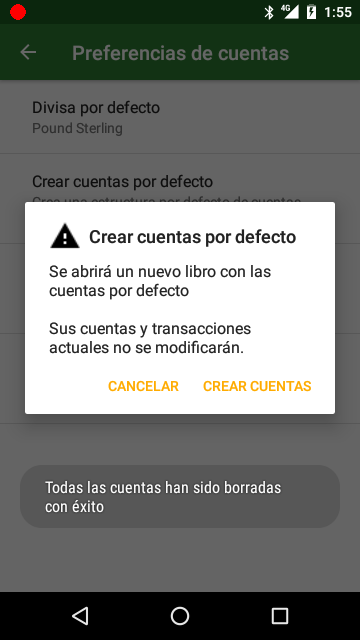 4G
1:55
Preferencias de cuentas
Divisa por defecto
Pound Sterling
Crear cuentas por defecto
Crear cuentas por defecto
Se abrirá un nuevo libro con las
cuentas por defecto
Sus cuentas y transacciones
actuales no se modificarán.
CANCELAR
CREAR CUENTAS
Todas las cuentas han sido borradas
con éxito